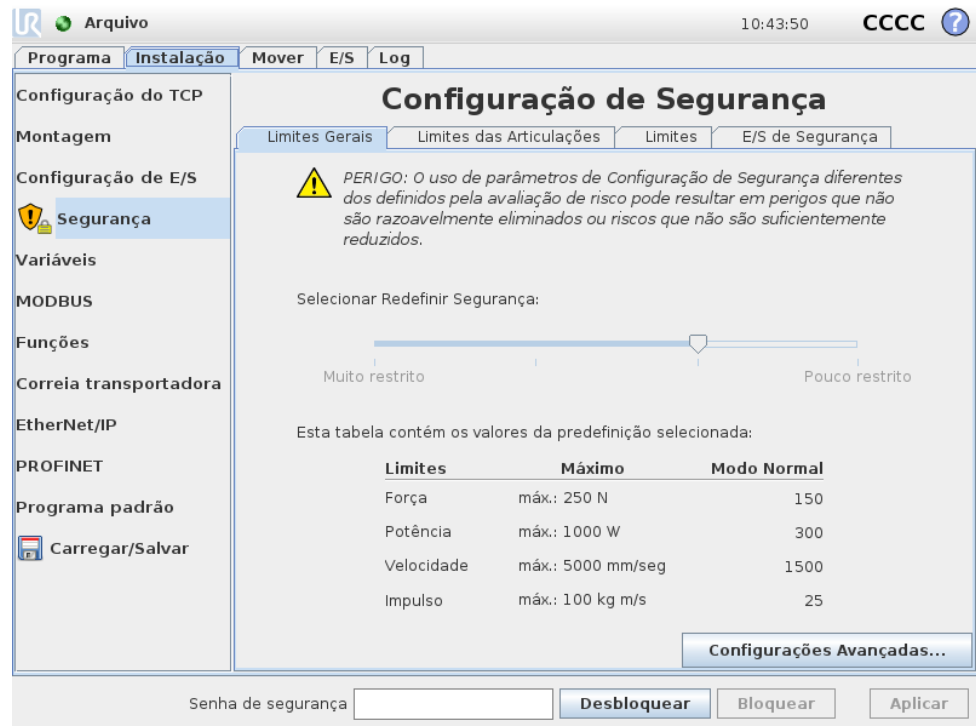 UR Arquivo 10:43:50 CCCC ?
Programa Instalação Mover E/S Log
Configuração do TCP
Montagem
Configuração de E/S
Segurança
Variáveis
MODBUS
Funções
Correia transportadora
EtherNet/IP
PROFINET
Programa padrão
Carregar/Salvar
Configuração de Segurança
Limites Gerais Limites das Articulações Limites E/S de Segurança
PERIGO: O uso de parâmetros de Configuração de Segurança diferentes
dos definidos pela avaliação de risco pode resultar em perigos que não
são razoavelmente eliminados ou riscos que não são suficientemente
reduzidos.
Selecionar Redefinir Segurança:
Muito restrito Pouco restrito
Esta tabela contém os valores da predefinição selecionada:
Limites Máximo Modo Normal
Força máx.: 250 N 150
Potência máx.: 1000 W 300
Velocidade máx.: 5000 mm/seg 1500
Impulso máx.: 100 kg m/s 25
Configurações Avançadas...
Senha de segurança Desbloquear Bloquear Aplicar